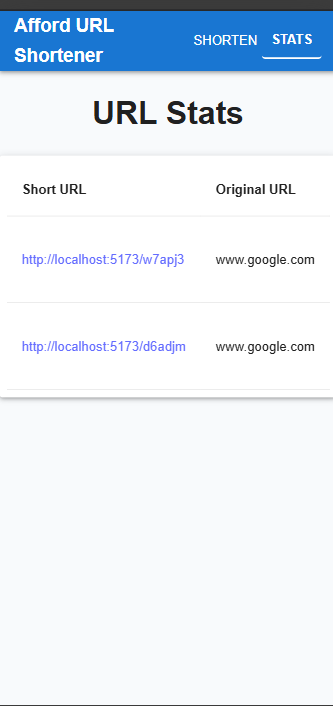 Afford URL
Shortener
SHORTEN STATS
URL Stats
Short URL Original URL
http://localhost:5173/w7apj3 www.google.com
http://localhost:5173/d6adjm www.google.com